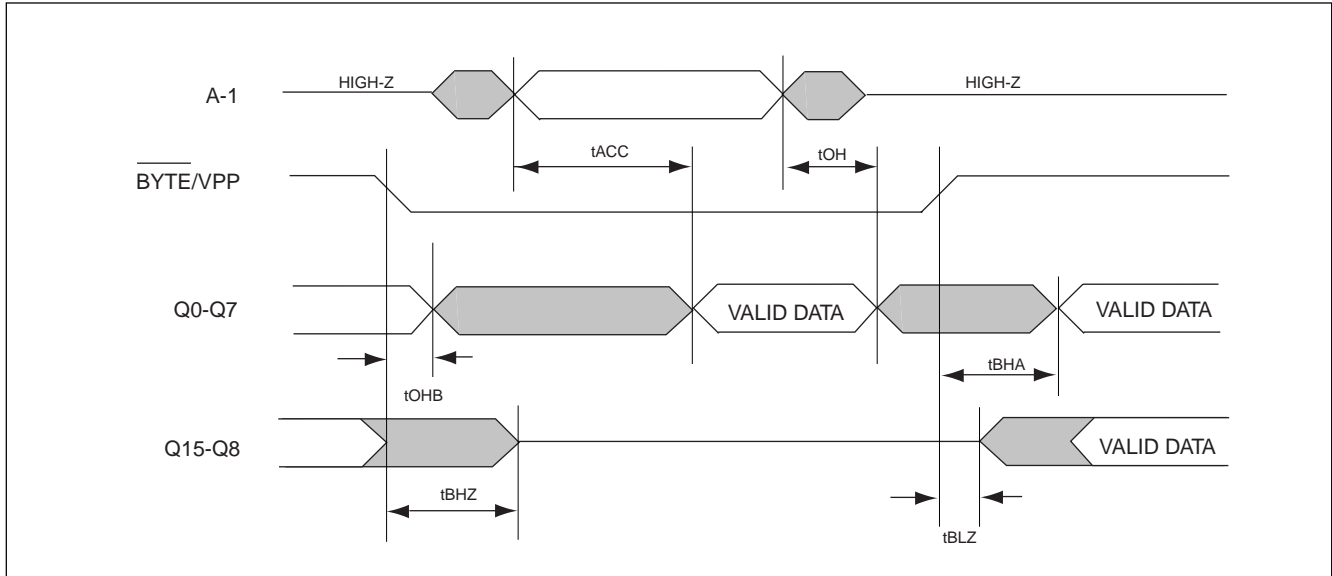 A-1
HIGH-Z
HIGH-Z
tACC
tOH
BYTE/VPP
Q0-Q7
VALID DATA
VALID DATA
tOHB
tBHA
Q15-Q8
VALID DATA
tBHZ
tBLZ